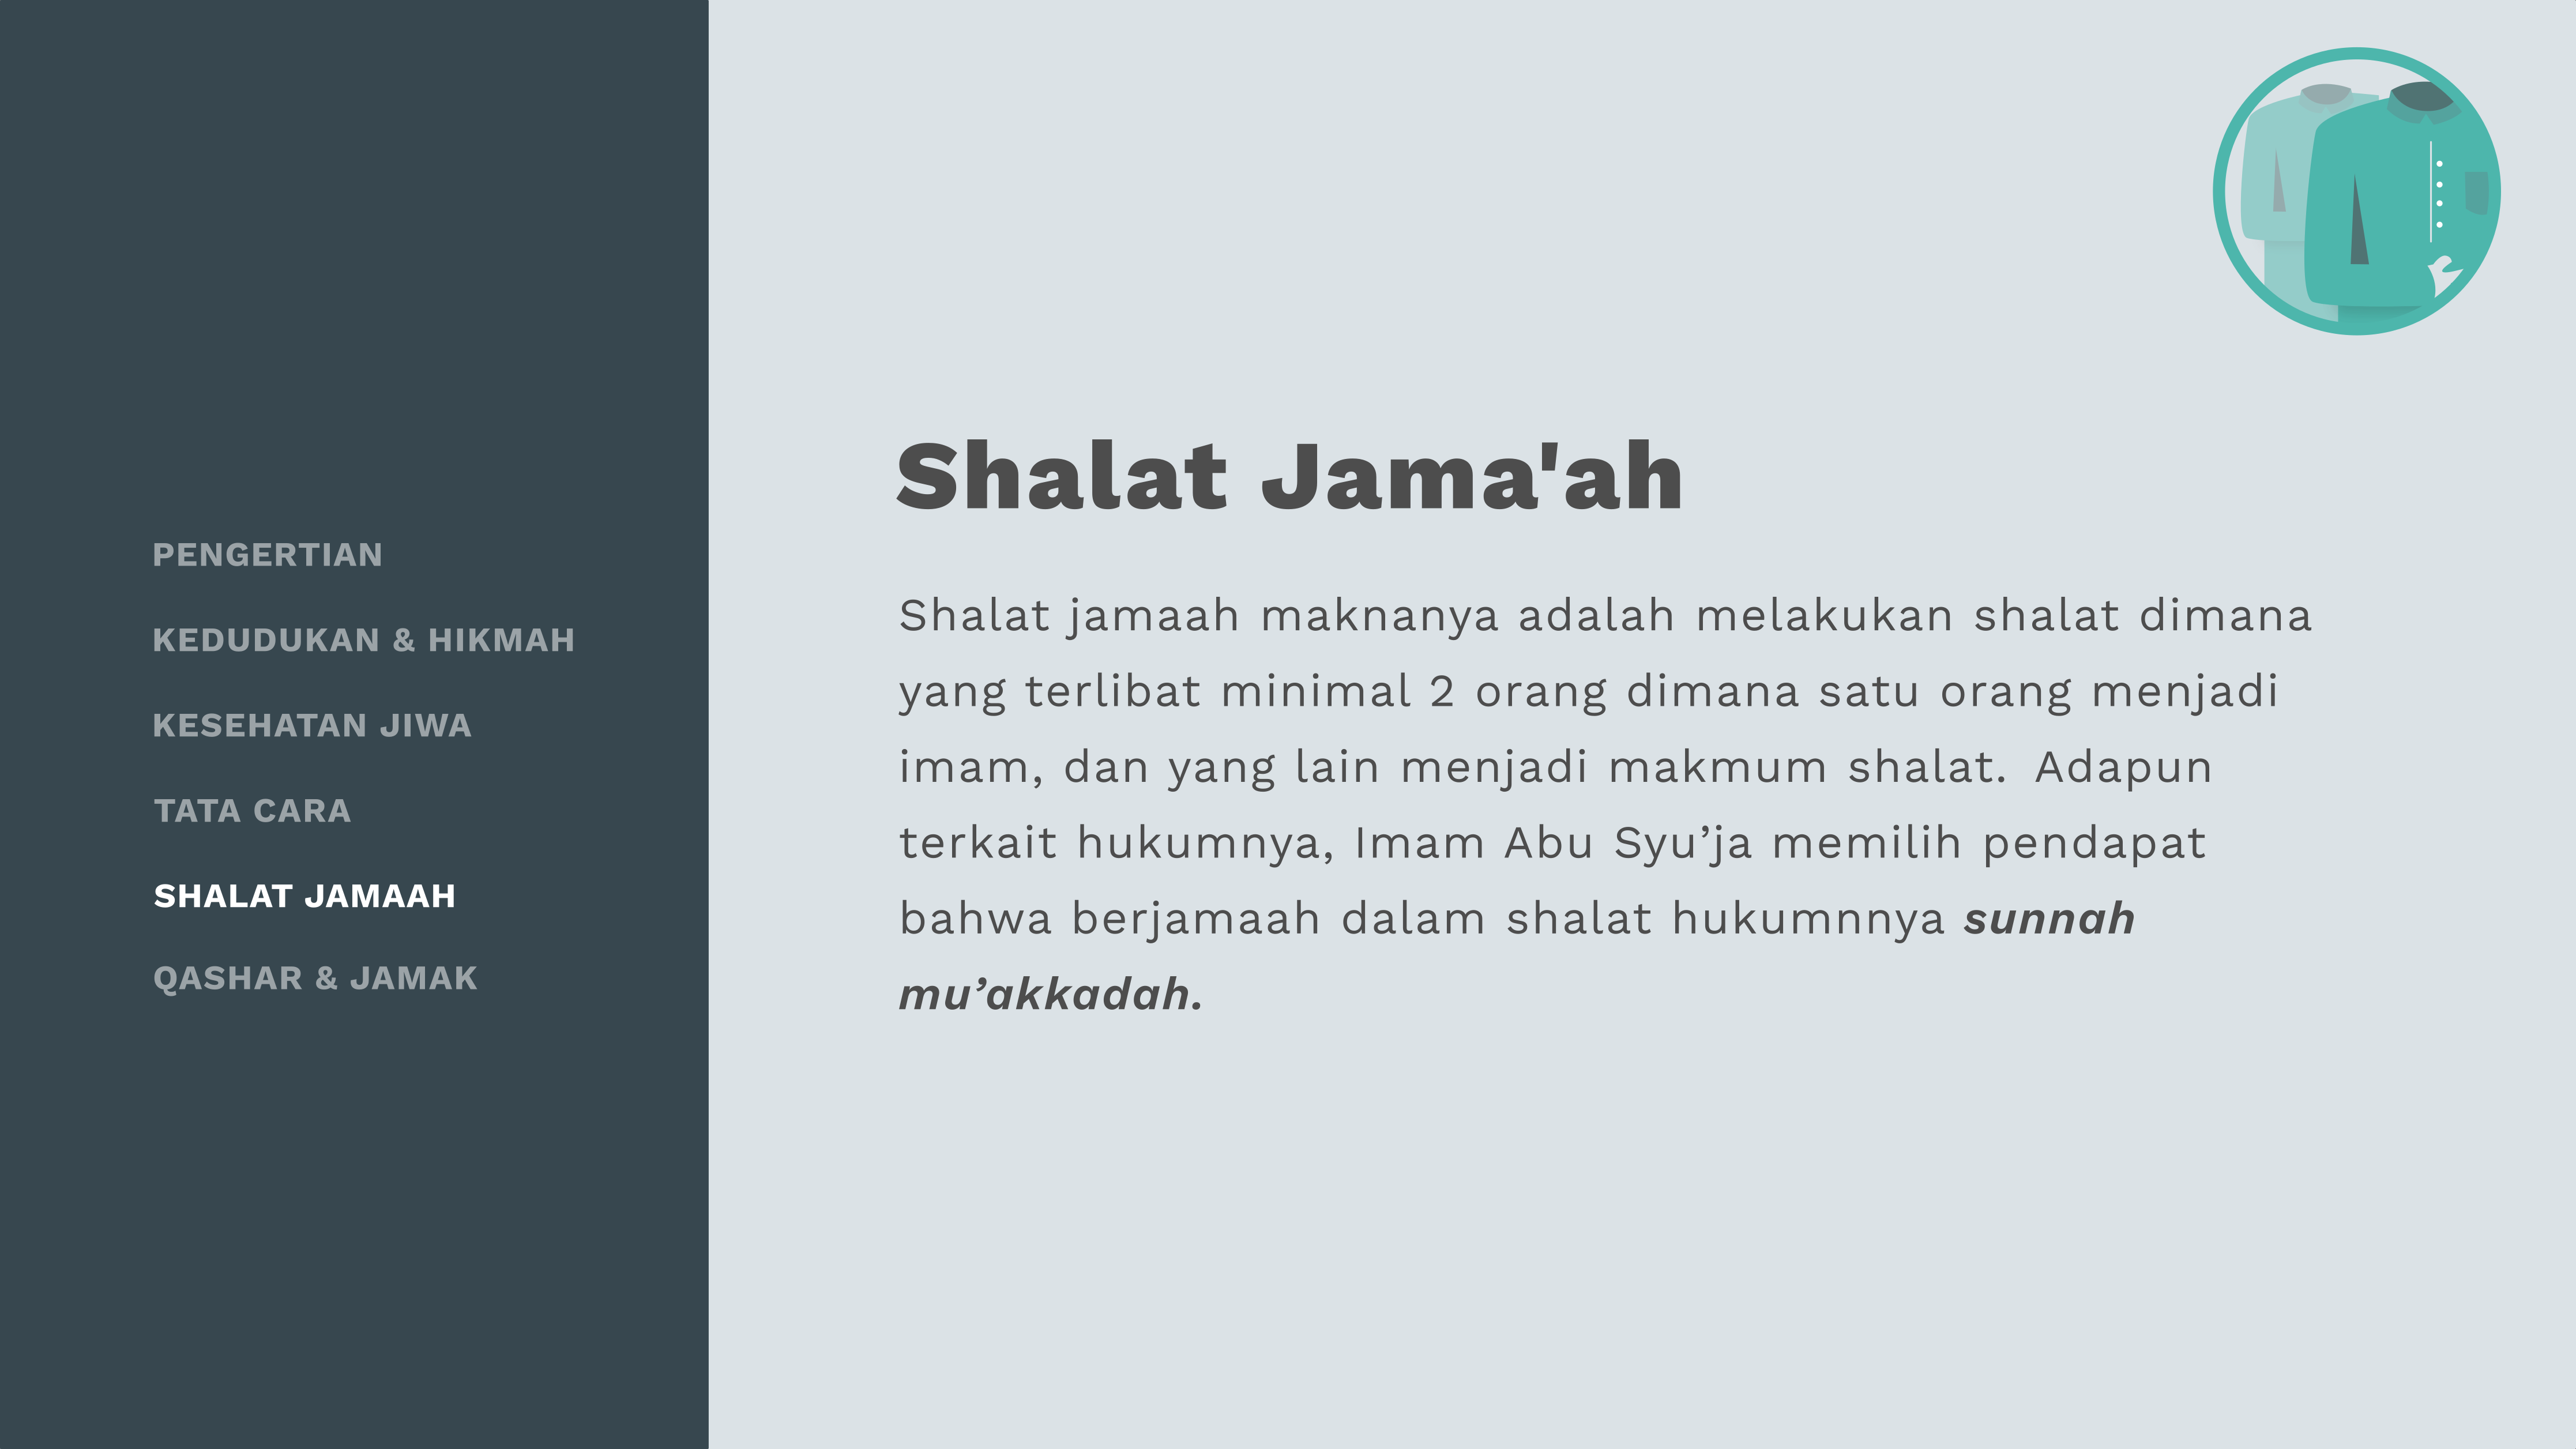 PENGERTIAN
KEDUDUKAN & HIKMAH
KESEHATAN JIWA
TATA CARA
SHALAT JAMAAH
QASHAR & JAMAK
Shalat Jama'ah
Shalat jamaah maknanya adalah melakukan shalat dimana
yang terlibat minimal 2 orang dimana satu orang menjadi
imam, dan yang lain menjadi makmum shalat. Adapun
terkait hukumnya, Imam Abu Syu’ja memilih pendapat
bahwa berjamaah dalam shalat hukumnnya sunnah
mu’akkadah.